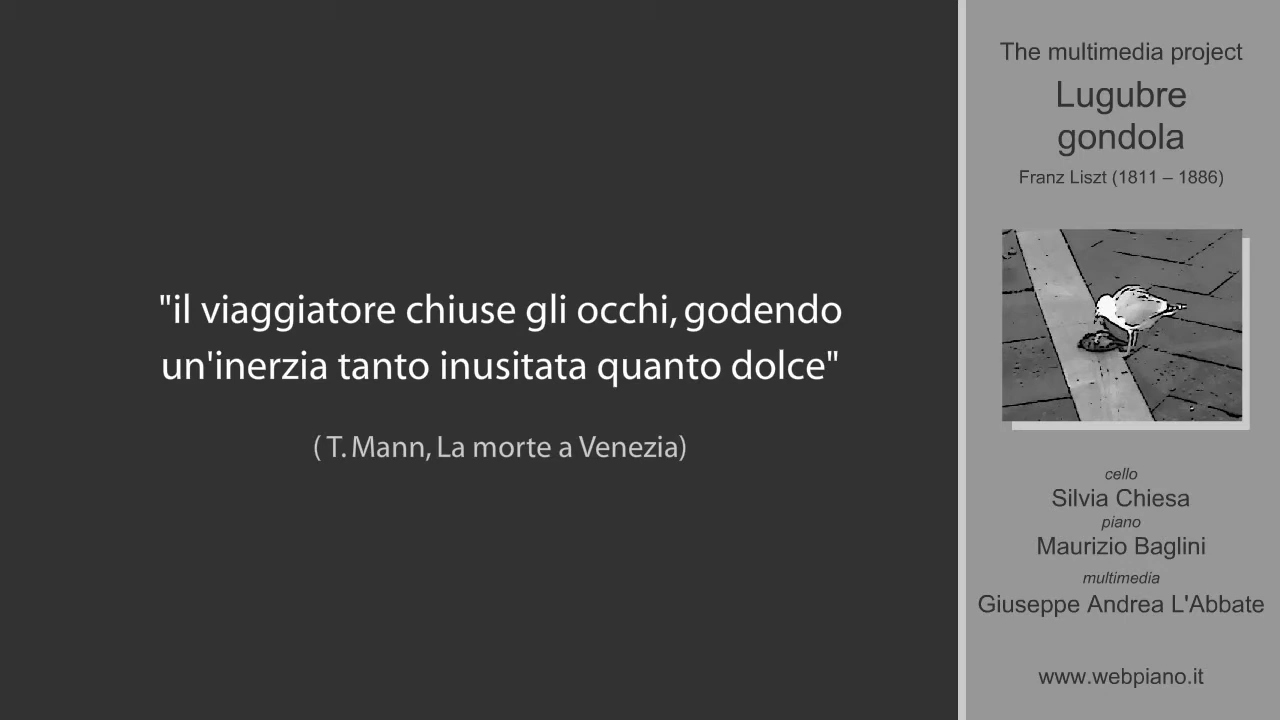 "il viaggiatore chiuse gli occhi, godendo
un'inerzia tanto inusitata quanto dolce"
( T. Mann, La morte a Venezia)
The multimedia project
Lugubre
gondola
Franz Liszt (1811 – 1886)
cello
Silvia Chiesa
piano
Maurizio Baglini
multimedia
Giuseppe Andrea L'Abbate
www.webpiano.it